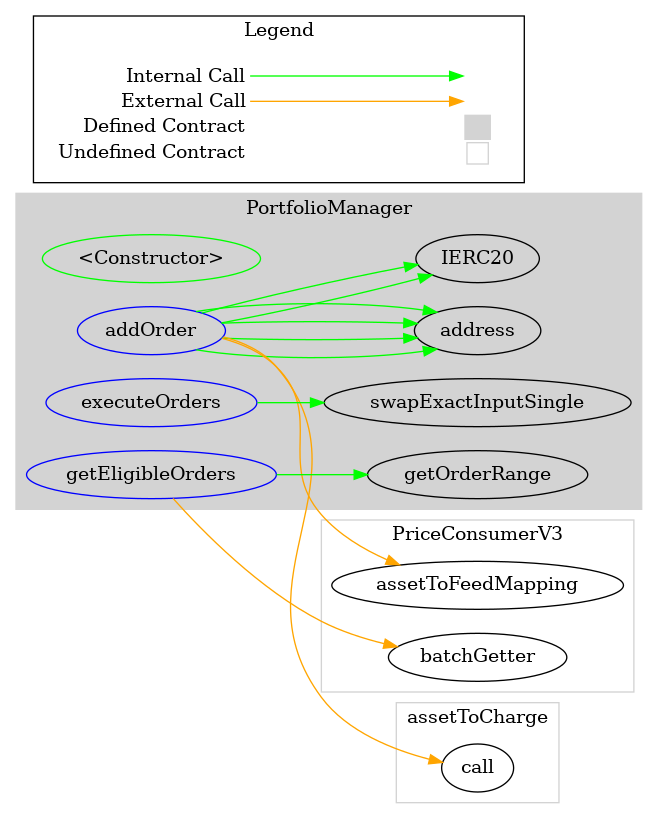 Legend
Internal Call
External Call
Defined Contract
Undefined Contract
PortfolioManager
<Constructor>
IERC20
addOrder
address
executeOrders
swapExactInputSingle
getEligibleOrders
getOrderRange
PriceConsumerV3
assetToFeedMapping
batchGetter
assetToCharge
call